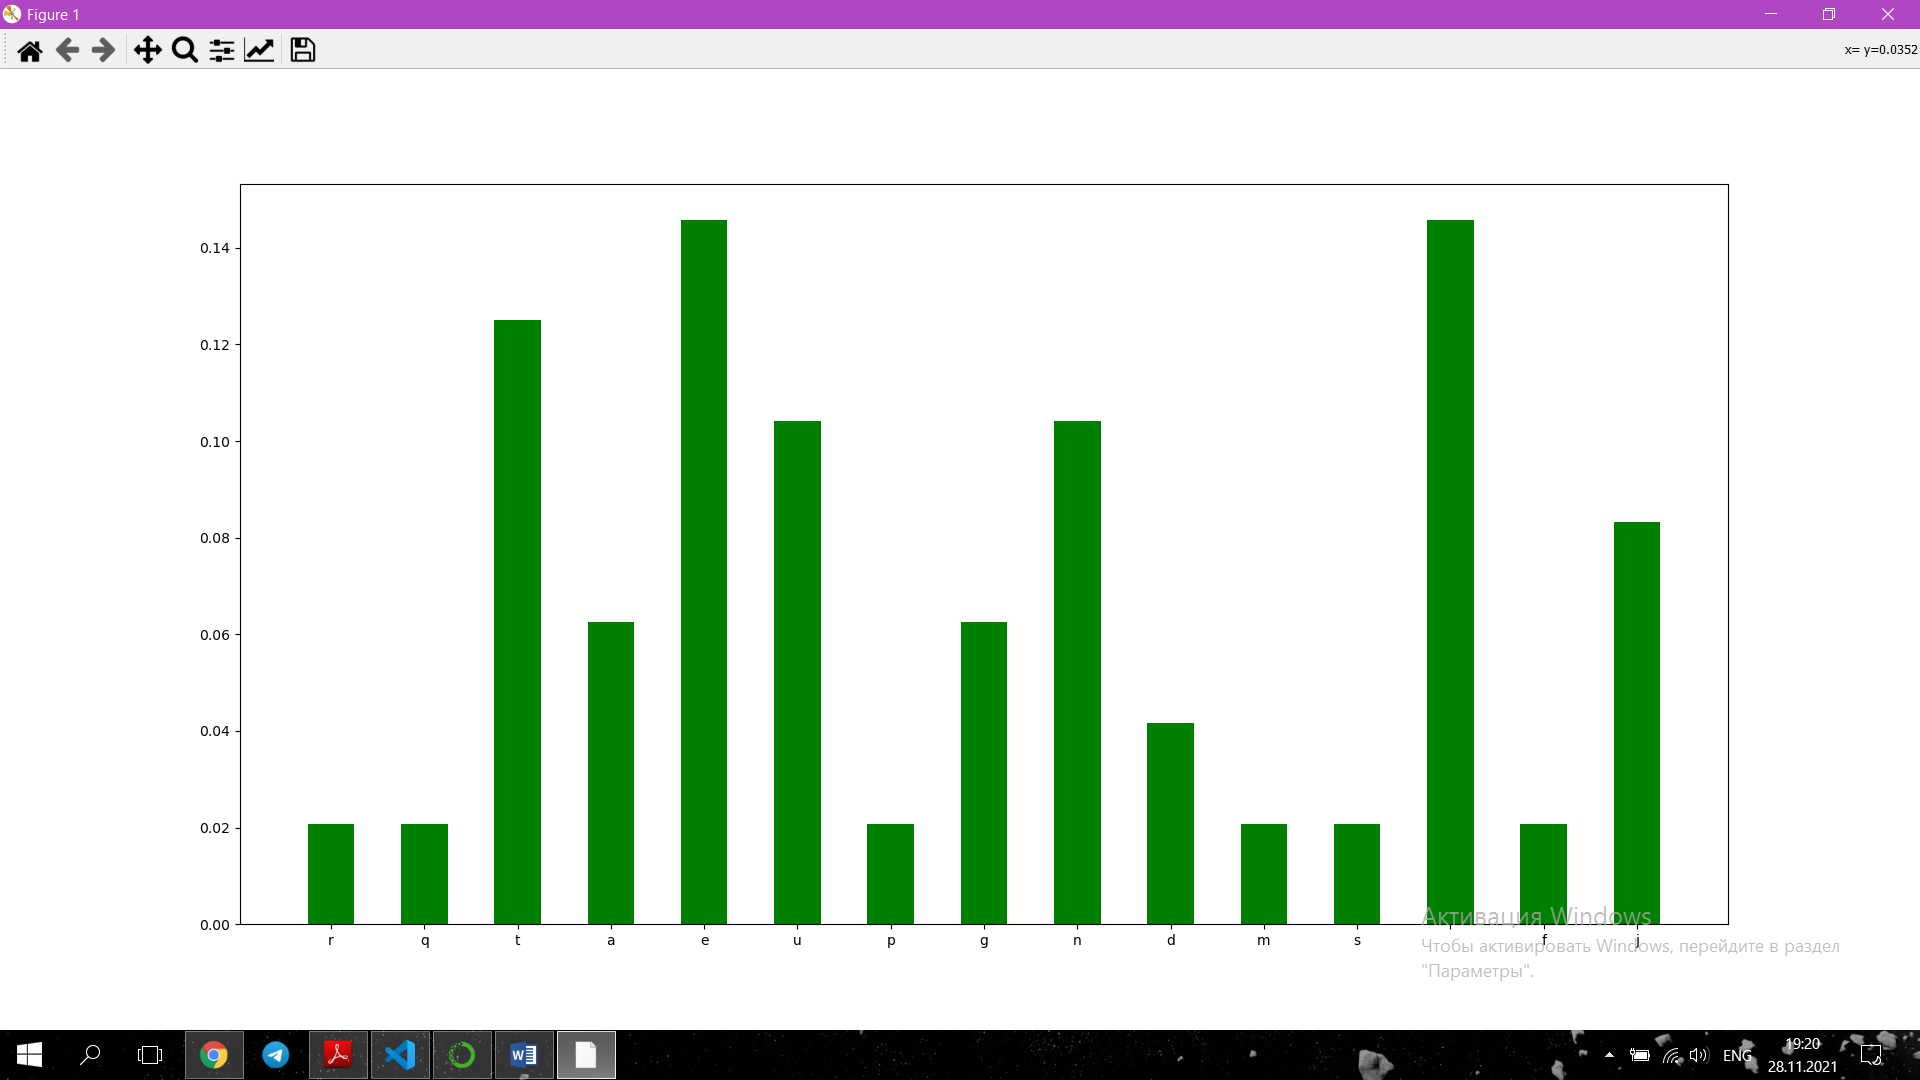 Figure 1
x= y=0.0352
0.14
0.12
0.10
0.08
0.06
0.04
0.02
0.00
r q t a e u p g n d m s f j
Активация Windows
Чтобы активировать Windows, перейдите в раздел
"Параметры".
ENG
19:20
28.11.2021